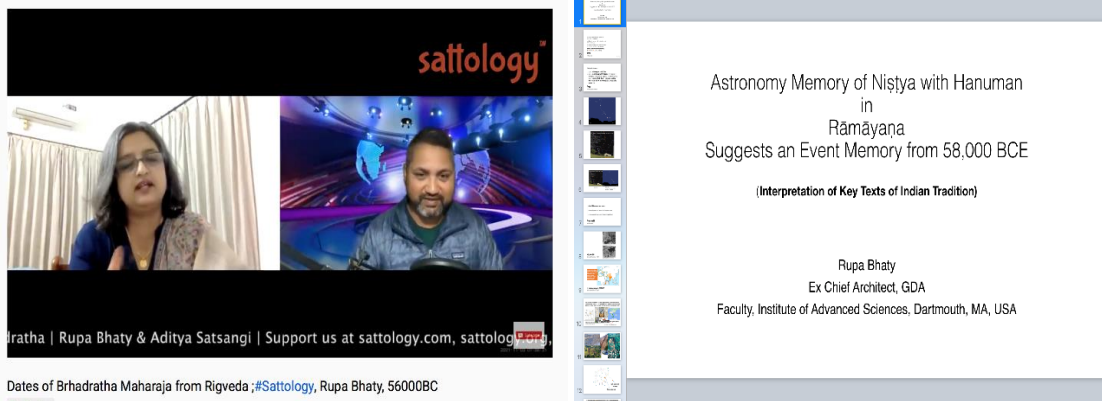 sattology
dratha | Rupa Bhaty & Aditya Satsangi | Support us at sattology.com, sattology.org,
Dates of Brhadratha Maharaja from Rigveda ;#Sattology, Rupa Bhaty, 56000BC
Astronomy Memory of Niṣṭya with Hanuman
in
Rāmāyaṇa
Suggests an Event Memory from 58,000 BCE
(Interpretation of Key Texts of Indian Tradition)
Rupa Bhaty
Ex Chief Architect, GDA
Faculty, Institute of Advanced Sciences, Dartmouth, MA, USA